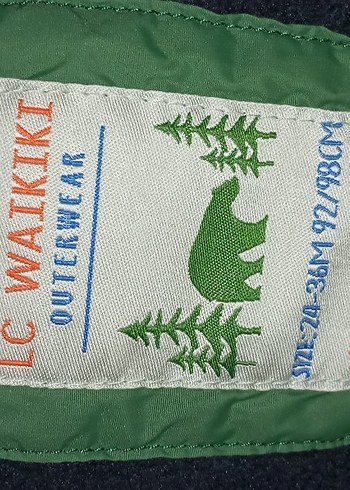 LC WAIKIKI
OUTERWEAR
SIZE:24-36M 92/98CM